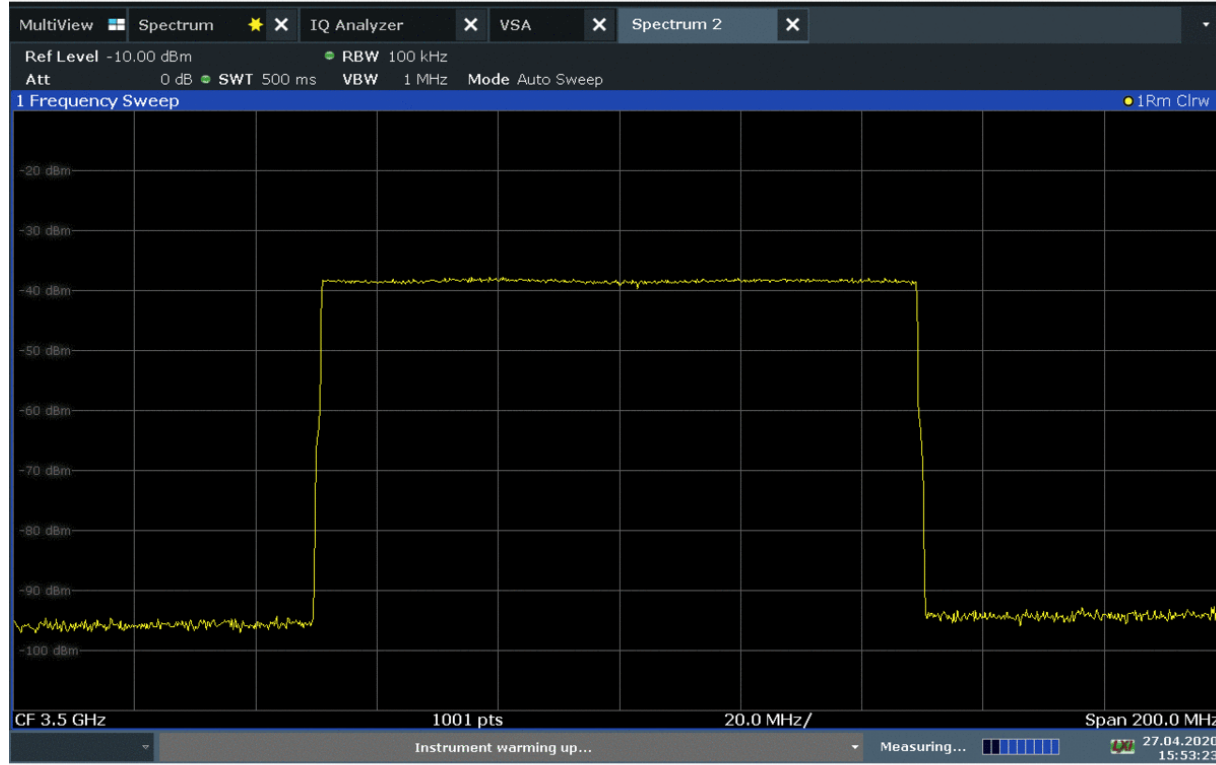 MultiView Spectrum IQ Analyzer VSA Spectrum 2
Ref Level -10.00 dBm RBW 100 kHz
Att 0 dB SWT 500 ms VBW 1 MHz Mode Auto Sweep
1 Frequency Sweep 1Rm Clrw
-20 dBm
-30 dBm
-40 dBm
-50 dBm
-60 dBm
-70 dBm
-80 dBm
-90 dBm
-100 dBm
CF 3.5 GHz 1001 pts 20.0 MHz/ Span 200.0 MHz
Instrument warming up... Measuring... 27.04.2020
15:53:23